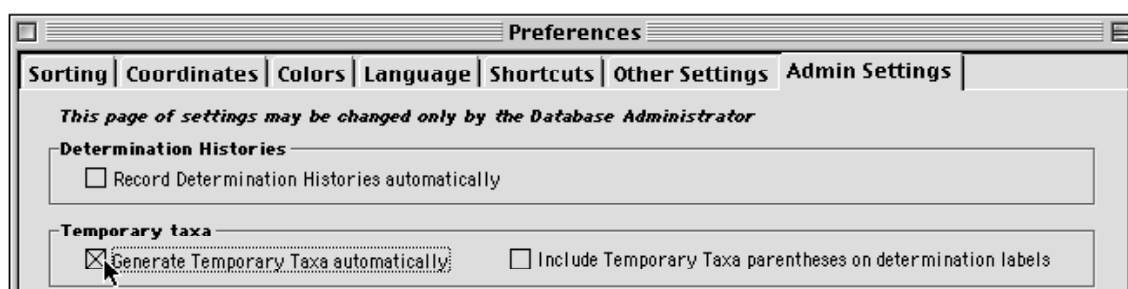 Preferences
Sorting Coordinates Colors Language Shortcuts Other Settings Admin Settings
This page of settings may be changed only by the Database Administrator
Determination Histories
Record Determination Histories automatically
Temporary taxa
Generate Temporary Taxa automatically Include Temporary Taxa parentheses on determination labels